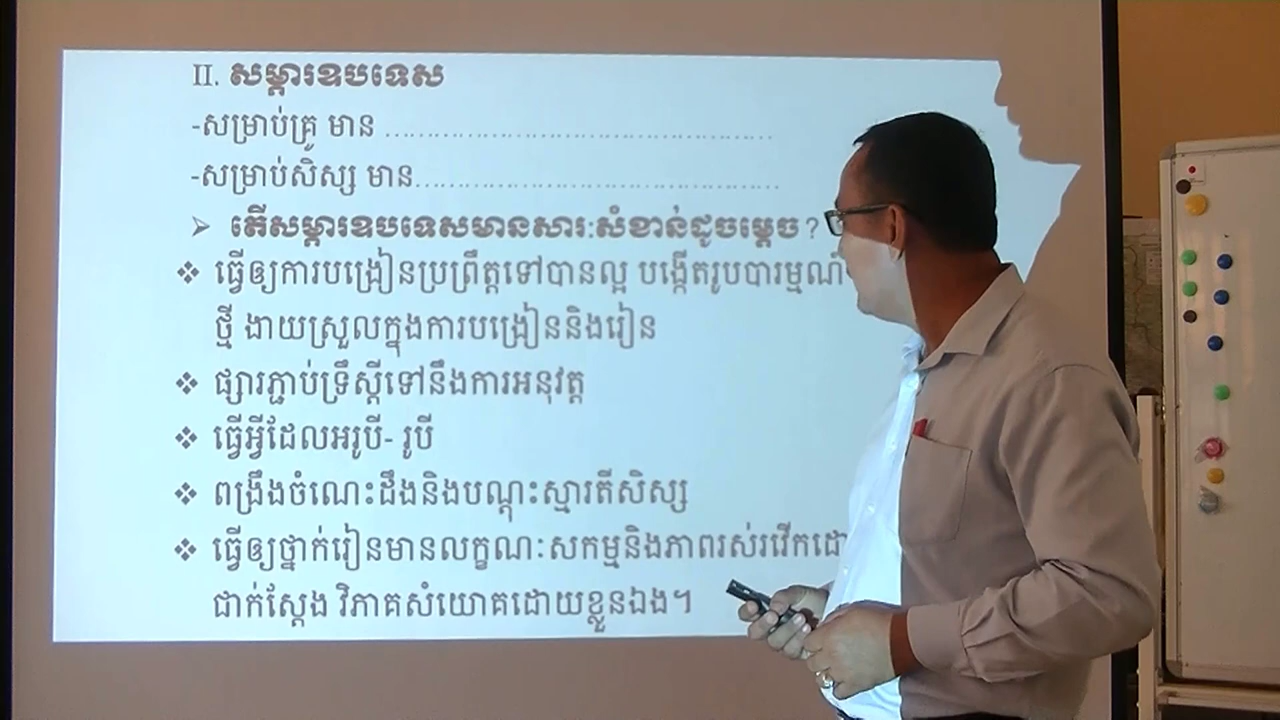 II. សម្ភារឧបទេស
-សម្រាប់គ្រូ មាន ................................................
-សម្រាប់សិស្ស មាន................................................
➢ តើសម្ភារឧបទេសមានសារៈសំខាន់ដូចម្តេច ?
❖ ធ្វើឲ្យការបង្រៀនប្រព្រឹត្តទៅបានល្អ បង្កើតរូបបារម្មណ៍
ថ្មី ងាយស្រួលក្នុងការបង្រៀននិងរៀន
❖ ផ្សារភ្ជាប់ទ្រឹស្តីទៅនឹងការអនុវត្ត
❖ ធ្វើអ្វីដែលអរូបី- រូបី
❖ ពង្រឹងចំណេះដឹងនិងបណ្តុះស្មារតីសិស្ស
❖ ធ្វើឲ្យថ្នាក់រៀនមានលក្ខណៈសកម្មនិងភាពរស់រវើក
ជាក់ស្តែង វិភាគសំយោគដោយខ្លួនឯង។